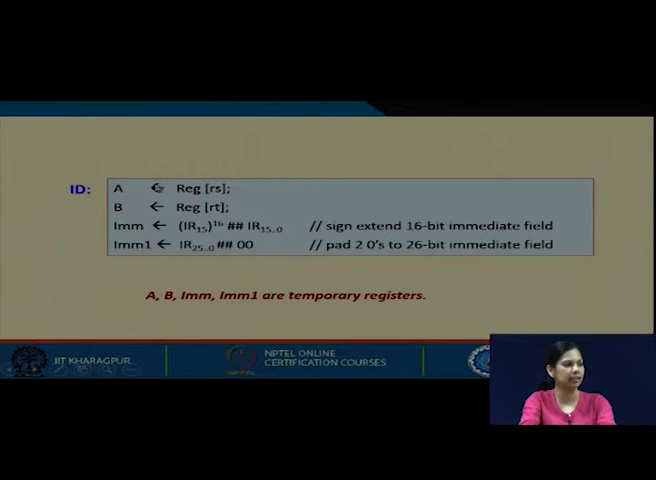 ID:
A ← Reg [rs];
B ← Reg [rt];
Imm ← (IR₁₅)¹⁶ ## IR₁₅..₀ // sign extend 16-bit immediate field
Imm1 ← IR₂₅..₀ ## 00 // pad 2 0's to 26-bit immediate field
A, B, Imm, Imm1 are temporary registers.
IIT KHARAGPUR
NPTEL ONLINE
CERTIFICATION COURSES